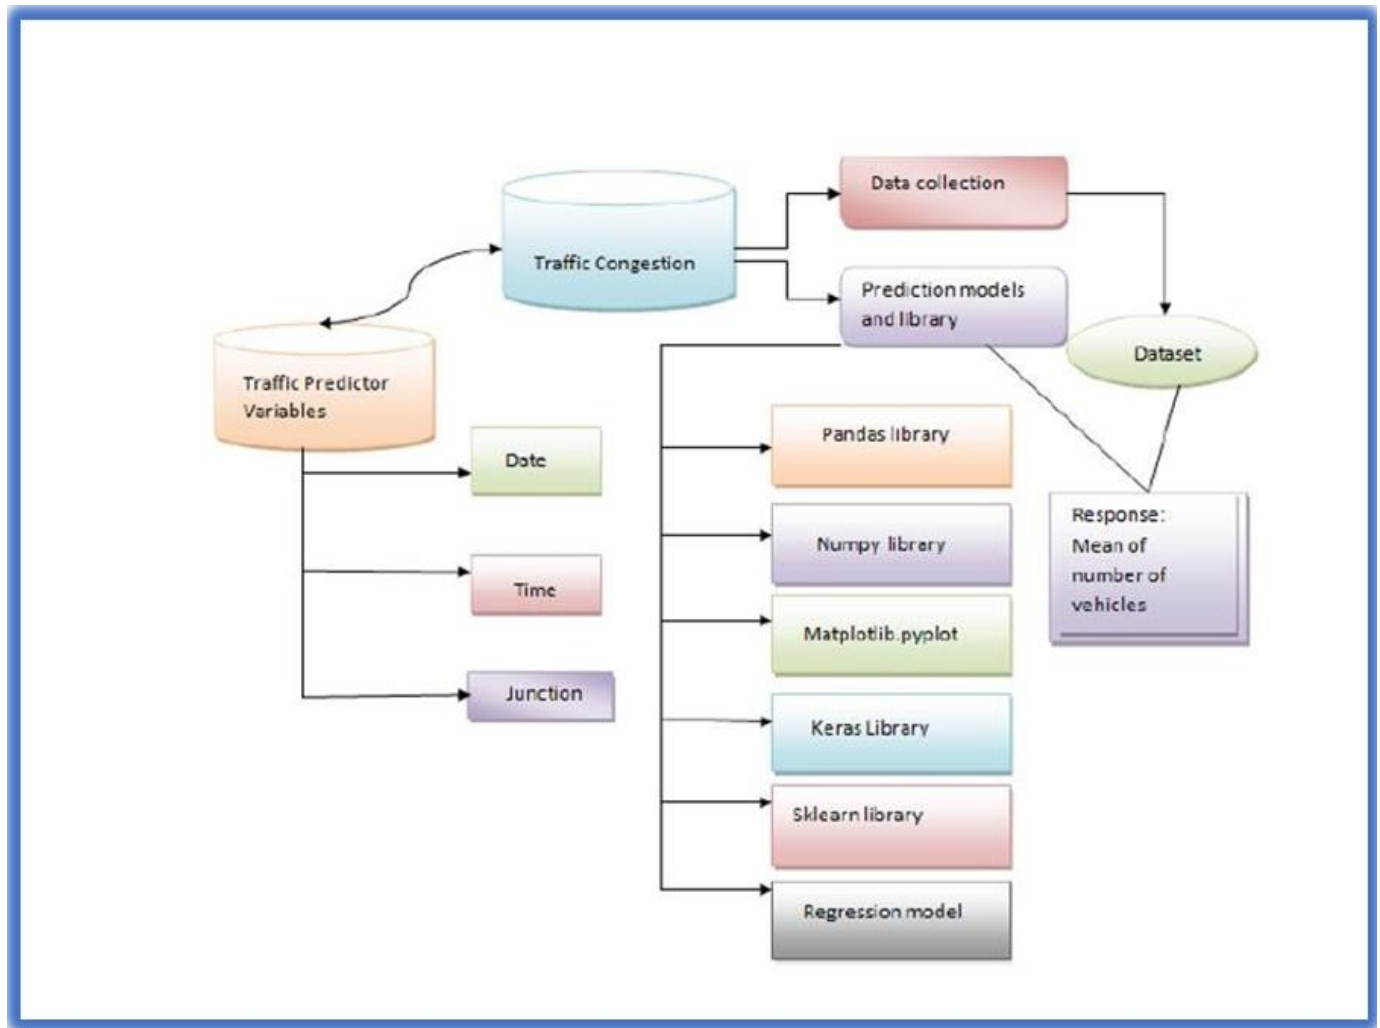 Data collection
Traffic Congestion
Prediction models
and library
Dataset
Traffic Predictor
Variables
Date
Time
Junction
Pandas library
Numpy library
Matplotlib.pyplot
Keras Library
Sklearn library
Regression model
Response:
Mean of
number of
vehicles